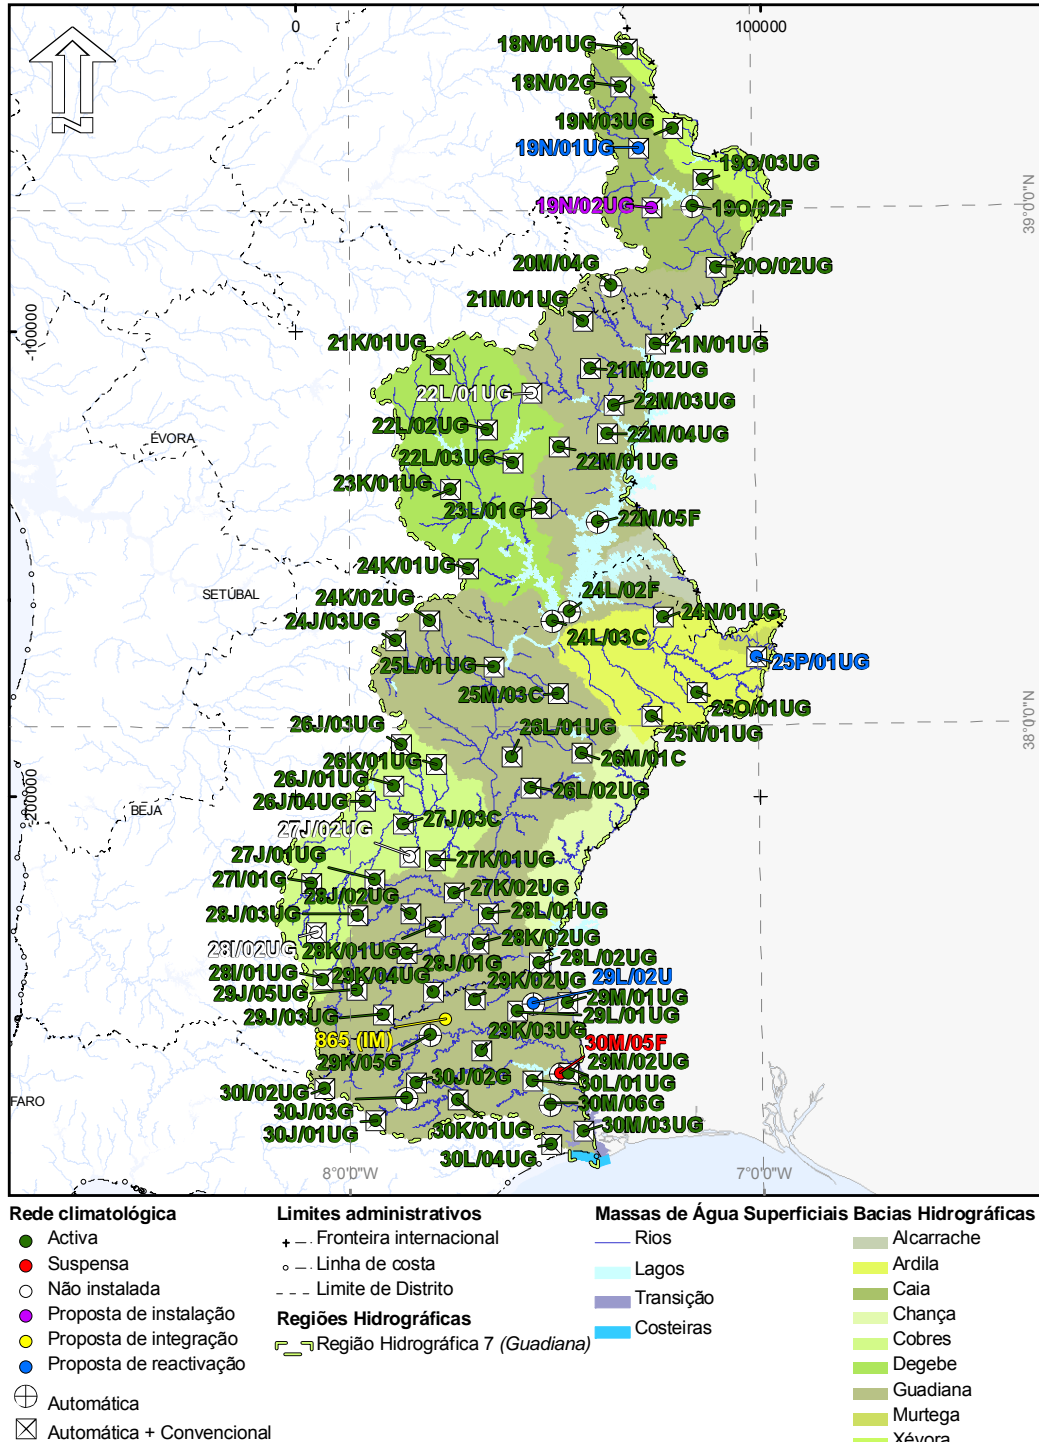 0
100000
18N/01UG
18N/02G
19N/03UG
19N/01UG
19O/03UG
19N/02UG
19O/02F
39°0'0"N
20M/04G
20O/02UG
21M/01UG
-100000
21K/01UG
21N/01UG
21M/02UG
22L/01UG
22M/03UG
22L/02UG
22M/04UG
ÉVORA
22L/03UG
22M/01UG
23K/01UG
23L/01G
22M/05F
24K/01UG
SETÚBAL
24L/02F
24K/02UG
24N/01UG
24J/03UG
24L/03C
25L/01UG
25P/01UG
25M/03C
25O/01UG
26J/03UG
26L/01UG
25N/01UG
38°0'0"N
26K/01UG
26M/01C
26J/01UG
26L/02UG
-200000
26J/04UG
BEJA
27J/03C
27J/02UG
27J/01UG
27K/01UG
27I/01G
28J/02UG
27K/02UG
28J/03UG
28L/01UG
28I/02UG
28K/01UG
28K/02UG
28J/01G
28L/02UG
28I/01UG
29K/04UG
29K/02UG
29L/02U
29J/05UG
29M/01UG
29J/03UG
29L/01UG
29K/03UG
865 (IM)
30M/05F
29K/05G
29M/02UG
30J/02G
30L/01UG
30I/02UG
FARO
30J/03G
30M/06G
30J/01UG
30K/01UG
30M/03UG
30L/04UG
8°0'0"W
7°0'0"W
Rede climatológica
Activa
Suspensa
Não instalada
Proposta de instalação
Proposta de integração
Proposta de reactivação
Automática
Automática + Convencional
Limites administrativos
Fronteira internacional
Linha de costa
Limite de Distrito
Regiões Hidrográficas
Região Hidrográfica 7 (Guadiana)
Massas de Água Superficiais
Rios
Lagos
Transição
Costeiras
Bacias Hidrográficas
Alcarrache
Ardila
Caia
Chança
Cobres
Degebe
Guadiana
Murtega
Xévora